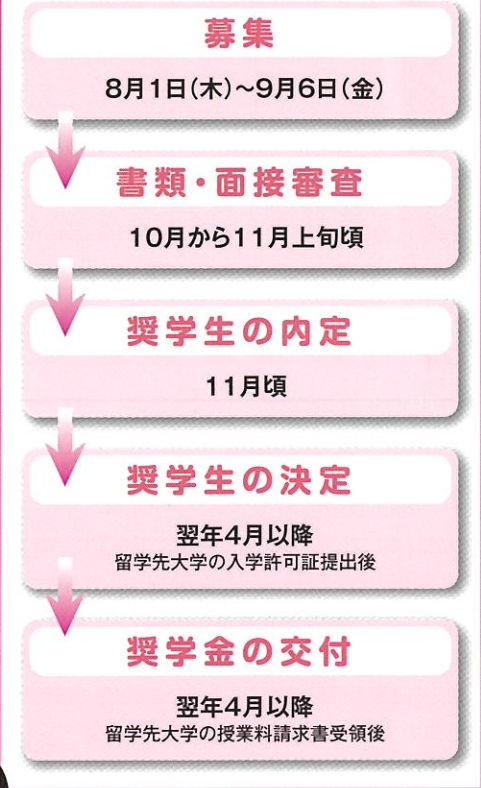 募集
8月1日(木)〜9月6日(金)
書類・面接審査
10月から11月上旬頃
奨学生の内定
11月頃
奨学生の決定
翌年4月以降
留学先大学の入学許可証提出後
奨学金の交付
翌年4月以降
留学先大学の授業料請求書受領後